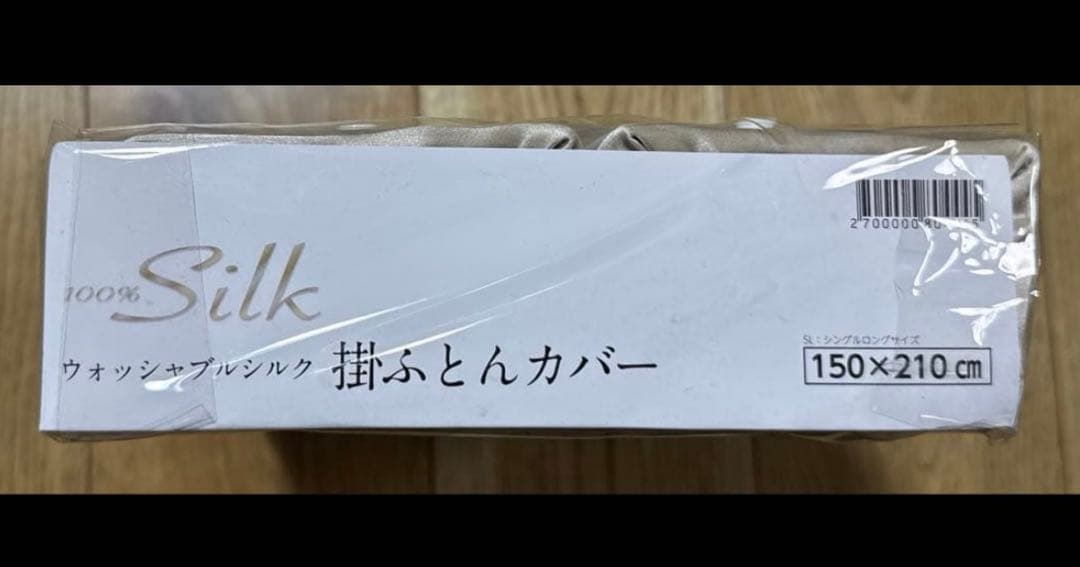 100% Silk
ウォッシャブルシルク 掛ふとんカバー
SL:シングルロングサイズ
150×210cm